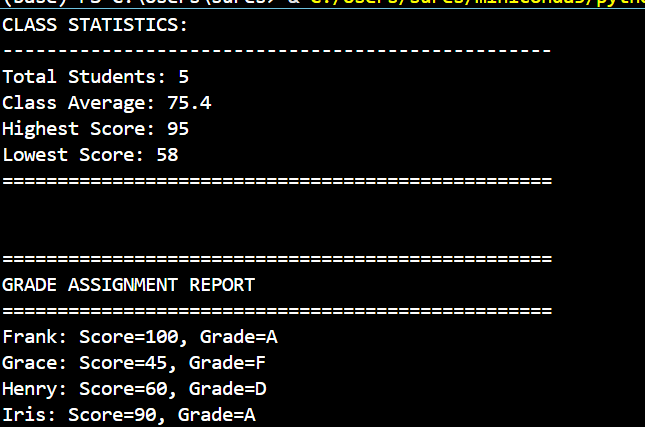 CLASS STATISTICS:
--------------------------------------------------
Total Students: 5
Class Average: 75.4
Highest Score: 95
Lowest Score: 58
==================================================
==================================================
GRADE ASSIGNMENT REPORT
==================================================
Frank: Score=100, Grade=A
Grace: Score=45, Grade=F
Henry: Score=60, Grade=D
Iris: Score=90, Grade=A